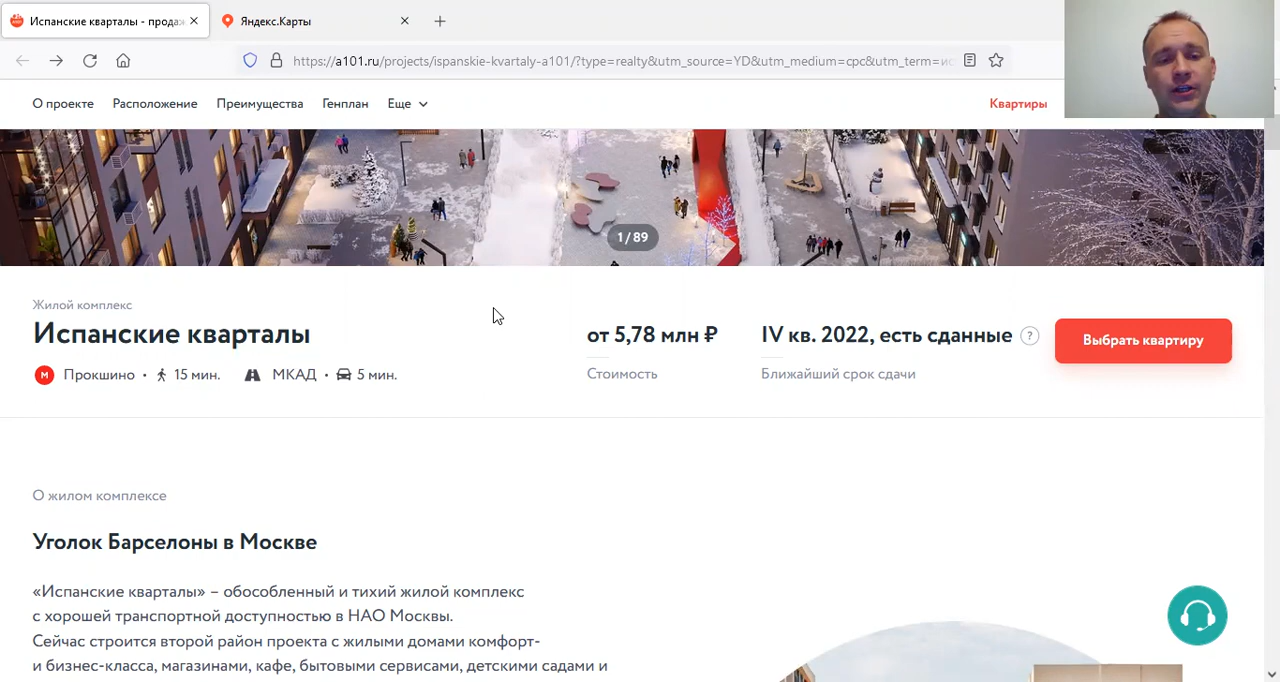 Испанские кварталы - прода
Яндекс.Карты
https://a101.ru/projects/ispanskie-kvartaly-a101/?type=realty&utm_source=YD&utm_medium=cpc&utm_term=ис
О проекте Расположение Преимущества Генплан Еще Квартиры
1 / 89
Жилой комплекс
Испанские кварталы
от 5,78 млн ₽
IV кв. 2022, есть сданные ?
Выбрать квартиру
М Прокшино • 15 мин. МКАД • 5 мин.
Стоимость
Ближайший срок сдачи
О жилом комплексе
Уголок Барселоны в Москве
«Испанские кварталы» – обособленный и тихий жилой комплекс
с хорошей транспортной доступностью в НАО Москвы.
Сейчас строится второй район проекта с жилыми домами комфорт-
и бизнес-класса, магазинами, кафе, бытовыми сервисами, детскими садами и